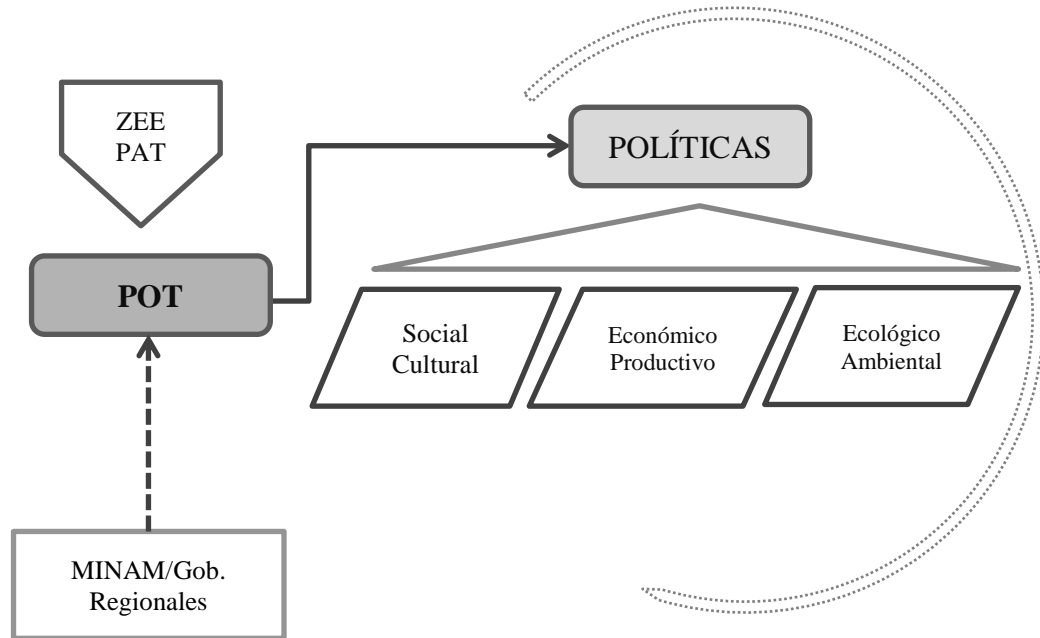 ZEE
PAT
POLÍTICAS
POT
Social
Cultural
Económico
Productivo
Ecológico
Ambiental
MINAM/Gob.
Regionales